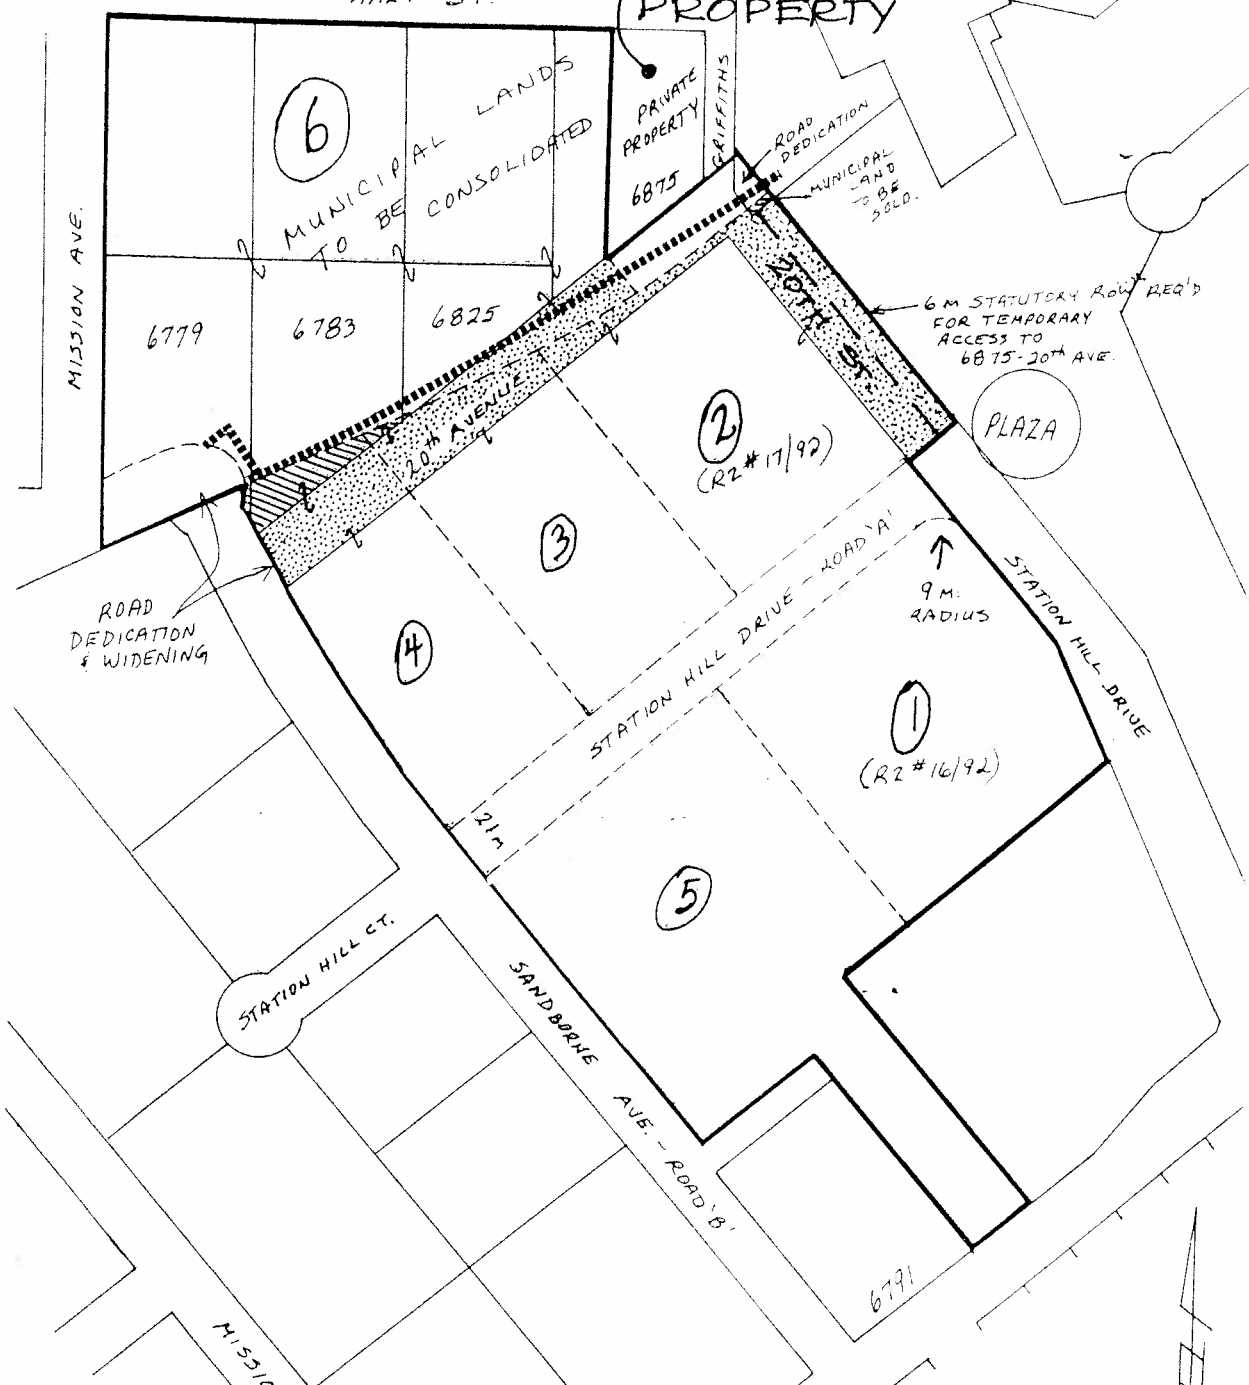 PROPERTY
6
MUNICIPAL LANDS
TO BE CONSOLIDATED
PRIVATE
PROPERTY
6875
GRIFFITHS
ROAD
DEDICATION
MUNICIPAL
LAND
TO BE
SOLD.
MISSION AVE.
6779
6783
6825
20TH ST.
6 M STATUTORY ROW REQ'D
FOR TEMPORARY
ACCESS TO
6875-20th AVE.
PLAZA
20th AVENUE
2
(RZ #17/92)
3
STATION HILL DRIVE - ROAD 'A'
9 M.
RADIUS
STATION HILL DRIVE
ROAD
DEDICATION
& WIDENING
4
1
(RZ #16/92)
21m
5
STATION HILL CT.
SANDBORNE AVE. - ROAD 'B'
6791